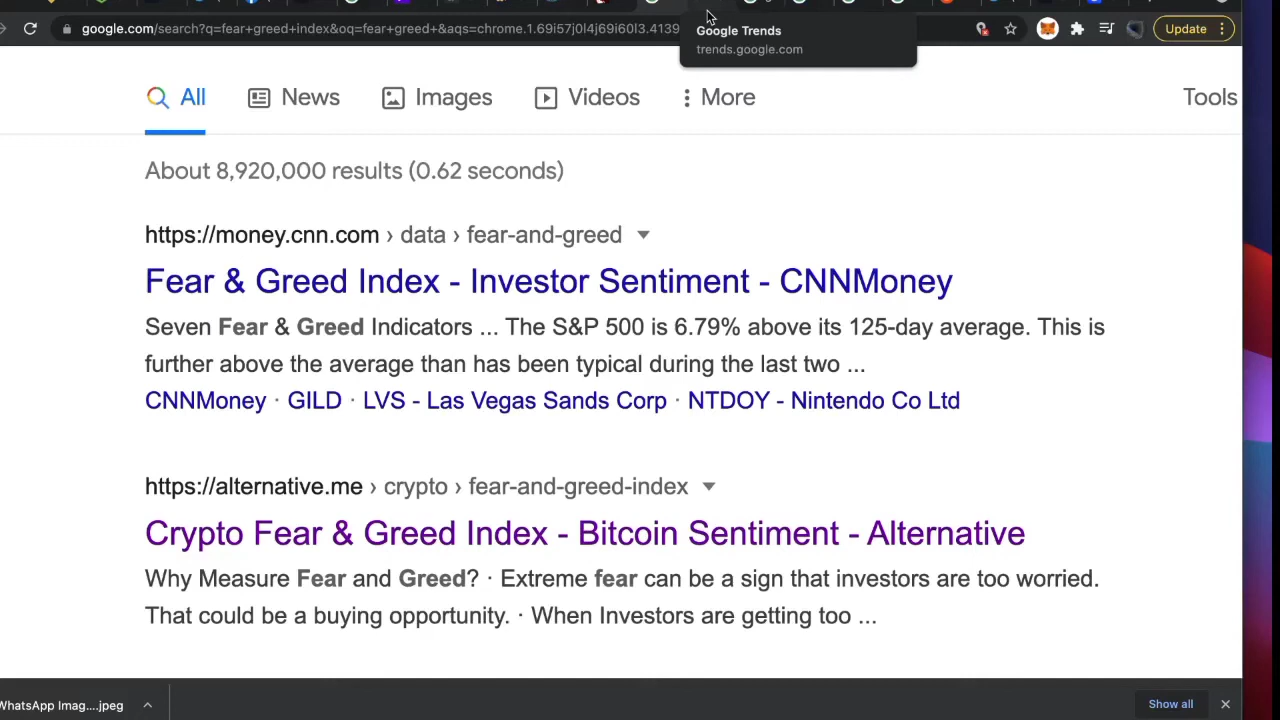 google.com/search?q=fear+greed+index&oq=fear+greed+&aqs=chrome.1.69i57j0l4j69i60l3.4139
Google Trends
trends.google.com
Update
All
News
Images
Videos
More
Tools
About 8,920,000 results (0.62 seconds)
https://money.cnn.com › data › fear-and-greed
Fear & Greed Index - Investor Sentiment - CNNMoney
Seven Fear & Greed Indicators ... The S&P 500 is 6.79% above its 125-day average. This is
further above the average than has been typical during the last two ...
CNNMoney · GILD · LVS - Las Vegas Sands Corp · NTDOY - Nintendo Co Ltd
https://alternative.me › crypto › fear-and-greed-index
Crypto Fear & Greed Index - Bitcoin Sentiment - Alternative
Why Measure Fear and Greed? · Extreme fear can be a sign that investors are too worried.
That could be a buying opportunity. · When Investors are getting too ...
WhatsApp Imag....jpeg
Show all